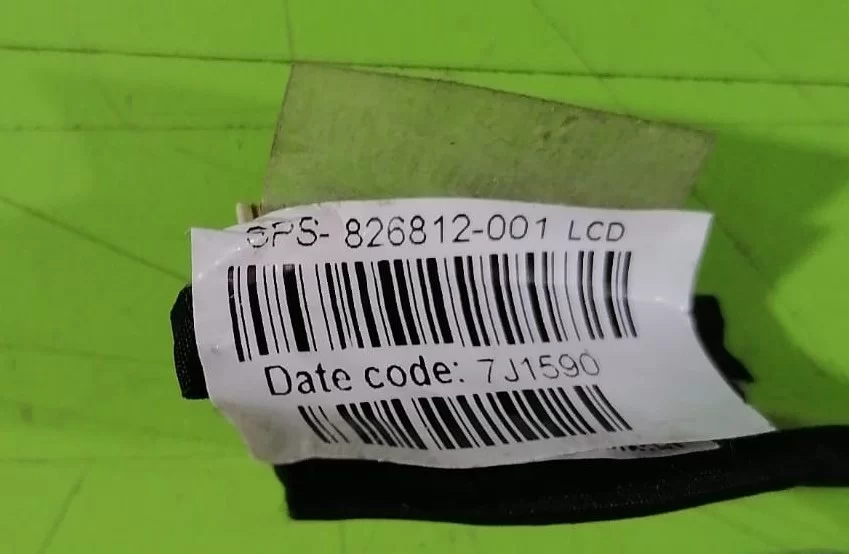 SPS- 826812-001 LCD
Date code: 7J1590